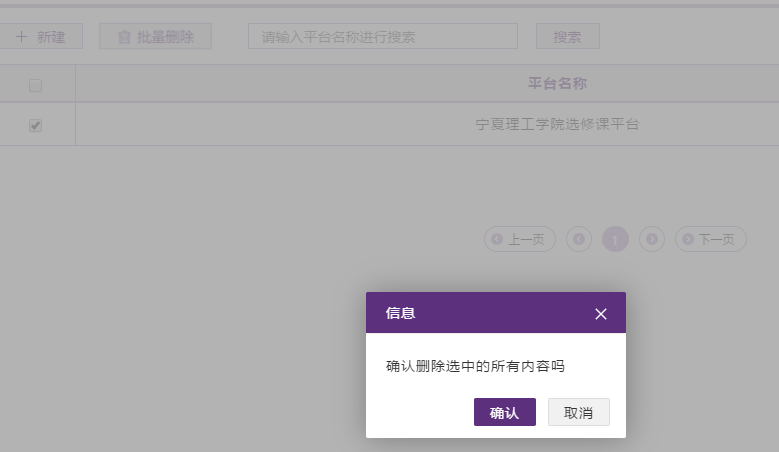 新建
批量删除
请输入平台名称进行搜索
搜索
平台名称
宁夏理工学院选修课平台
上一页
1
下一页
信息
确认删除选中的所有内容吗
确认
取消